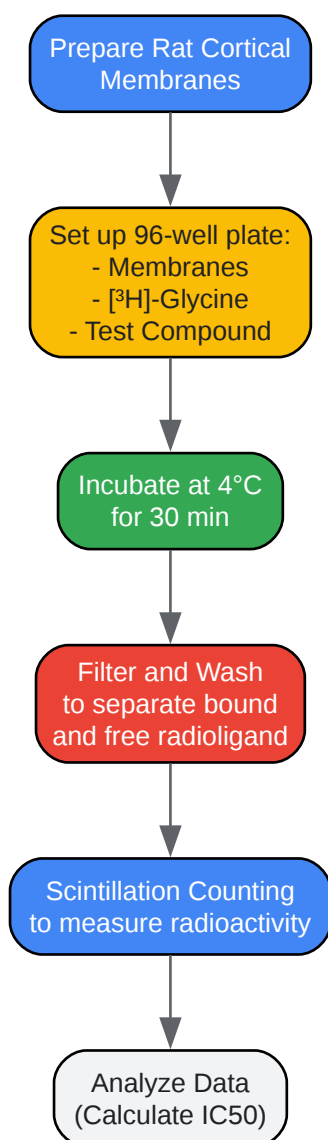 Prepare Rat Cortical
Membranes
Set up 96-well plate:
- Membranes
- [³H]-Glycine
- Test Compound
Incubate at 4°C
for 30 min
Filter and Wash
to separate bound
and free radioligand
Scintillation Counting
to measure radioactivity
Analyze Data
(Calculate IC50)